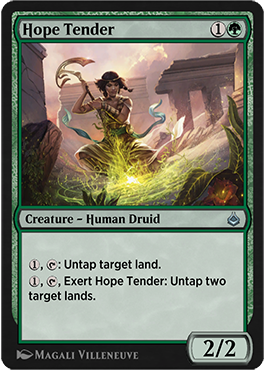 Hope Tender 1
Creature – Human Druid
1, : Untap target land.
1, , Exert Hope Tender: Untap two
target lands.
2/2
MAGALI VILLENEUVE